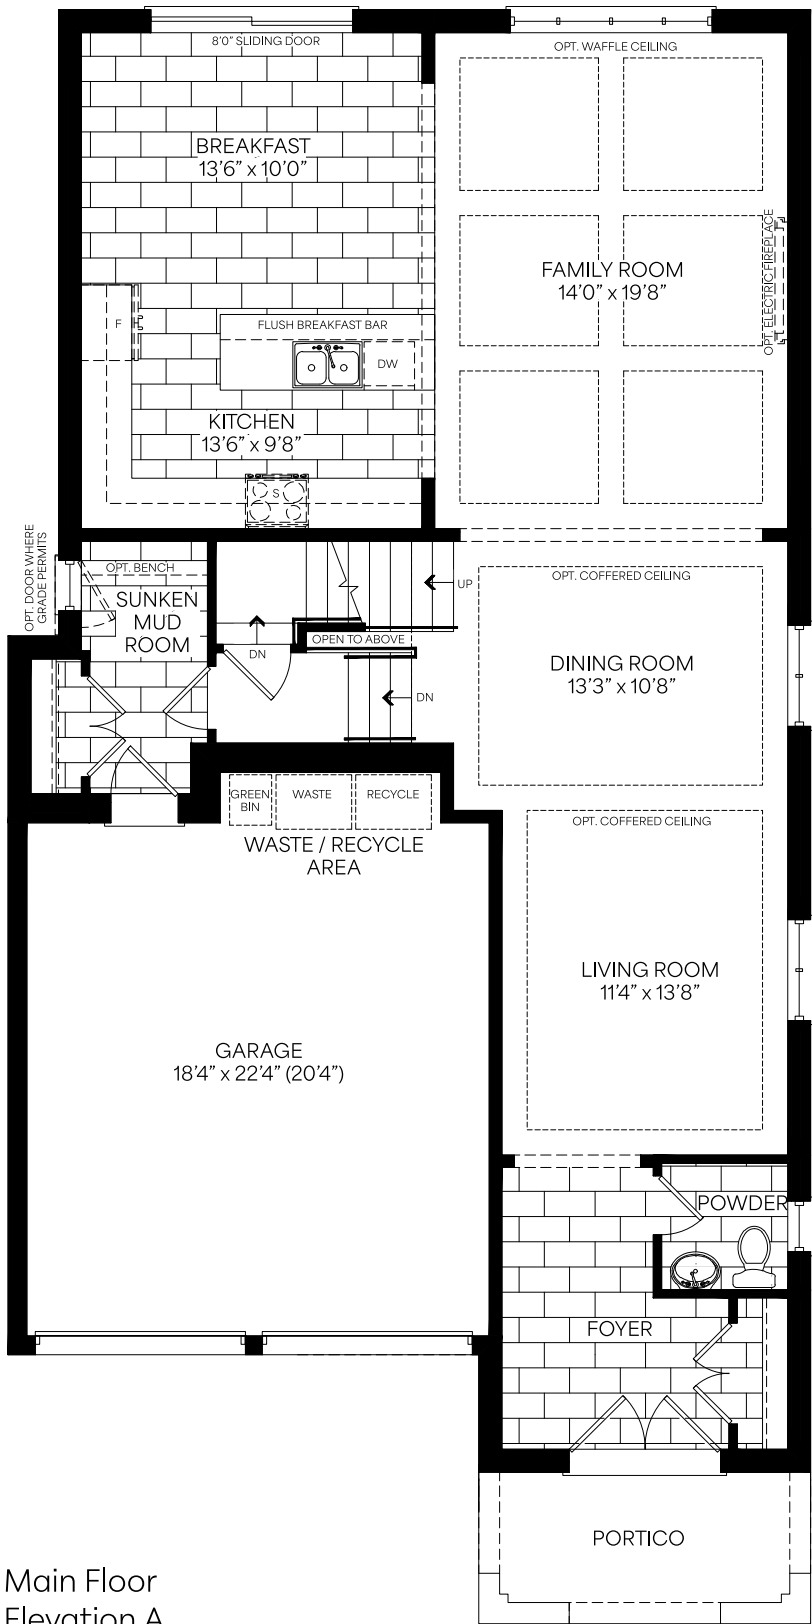 8'0" SLIDING DOOR
OPT. WAFFLE CEILING
BREAKFAST
13'6" x 10'0"
FAMILY ROOM
14'0" x 19'8"
OPT. ELECTRIC FIREPLACE
F
FLUSH BREAKFAST BAR
DW
KITCHEN
13'6" x 9'8"
S
OPT. DOOR WHERE
GRADE PERMITS
OPT. BENCH
SUNKEN
MUD
ROOM
UP
OPEN TO ABOVE
DN
DN
OPT. COFFERED CEILING
DINING ROOM
13'3" x 10'8"
GREEN
BIN
WASTE
RECYCLE
WASTE / RECYCLE
AREA
OPT. COFFERED CEILING
LIVING ROOM
11'4" x 13'8"
GARAGE
18'4" x 22'4" (20'4")
POWDER
FOYER
PORTICO
Main Floor
Elevation A